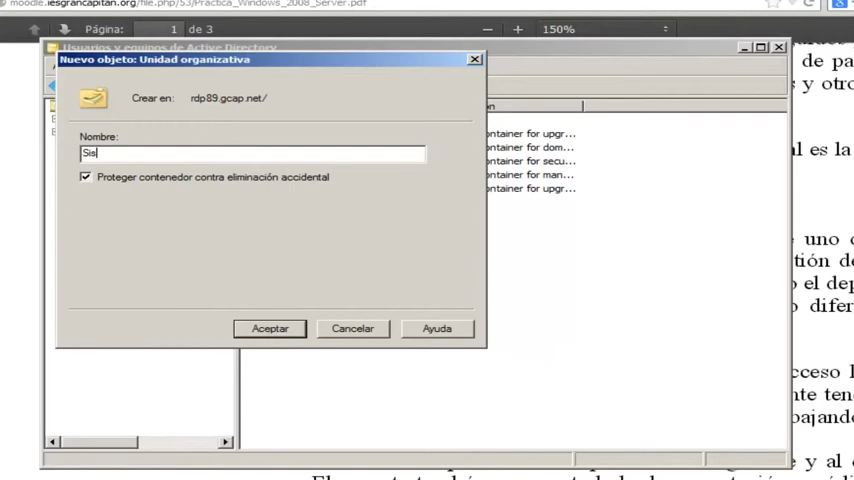 moodle.iesgrancapitan.org/file.php/53/Practica_Windows_2008_Server.pdf
Página: 1 de 3
150%
Usuarios y equipos de Active Directory
Nuevo objeto: Unidad organizativa
de pa
s y otro
Crear en: rdp89.gcap.net/
Nombre:
ontainer for upgr...
Sis
ontainer for dom...
al es la
ontainer for secu...
Proteger contenedor contra eliminación accidental
ontainer for man...
ontainer for upgr...
uno
tión de
o el dep
o difer
Aceptar Cancelar Ayuda
cceso
nte ten
bajando
y al